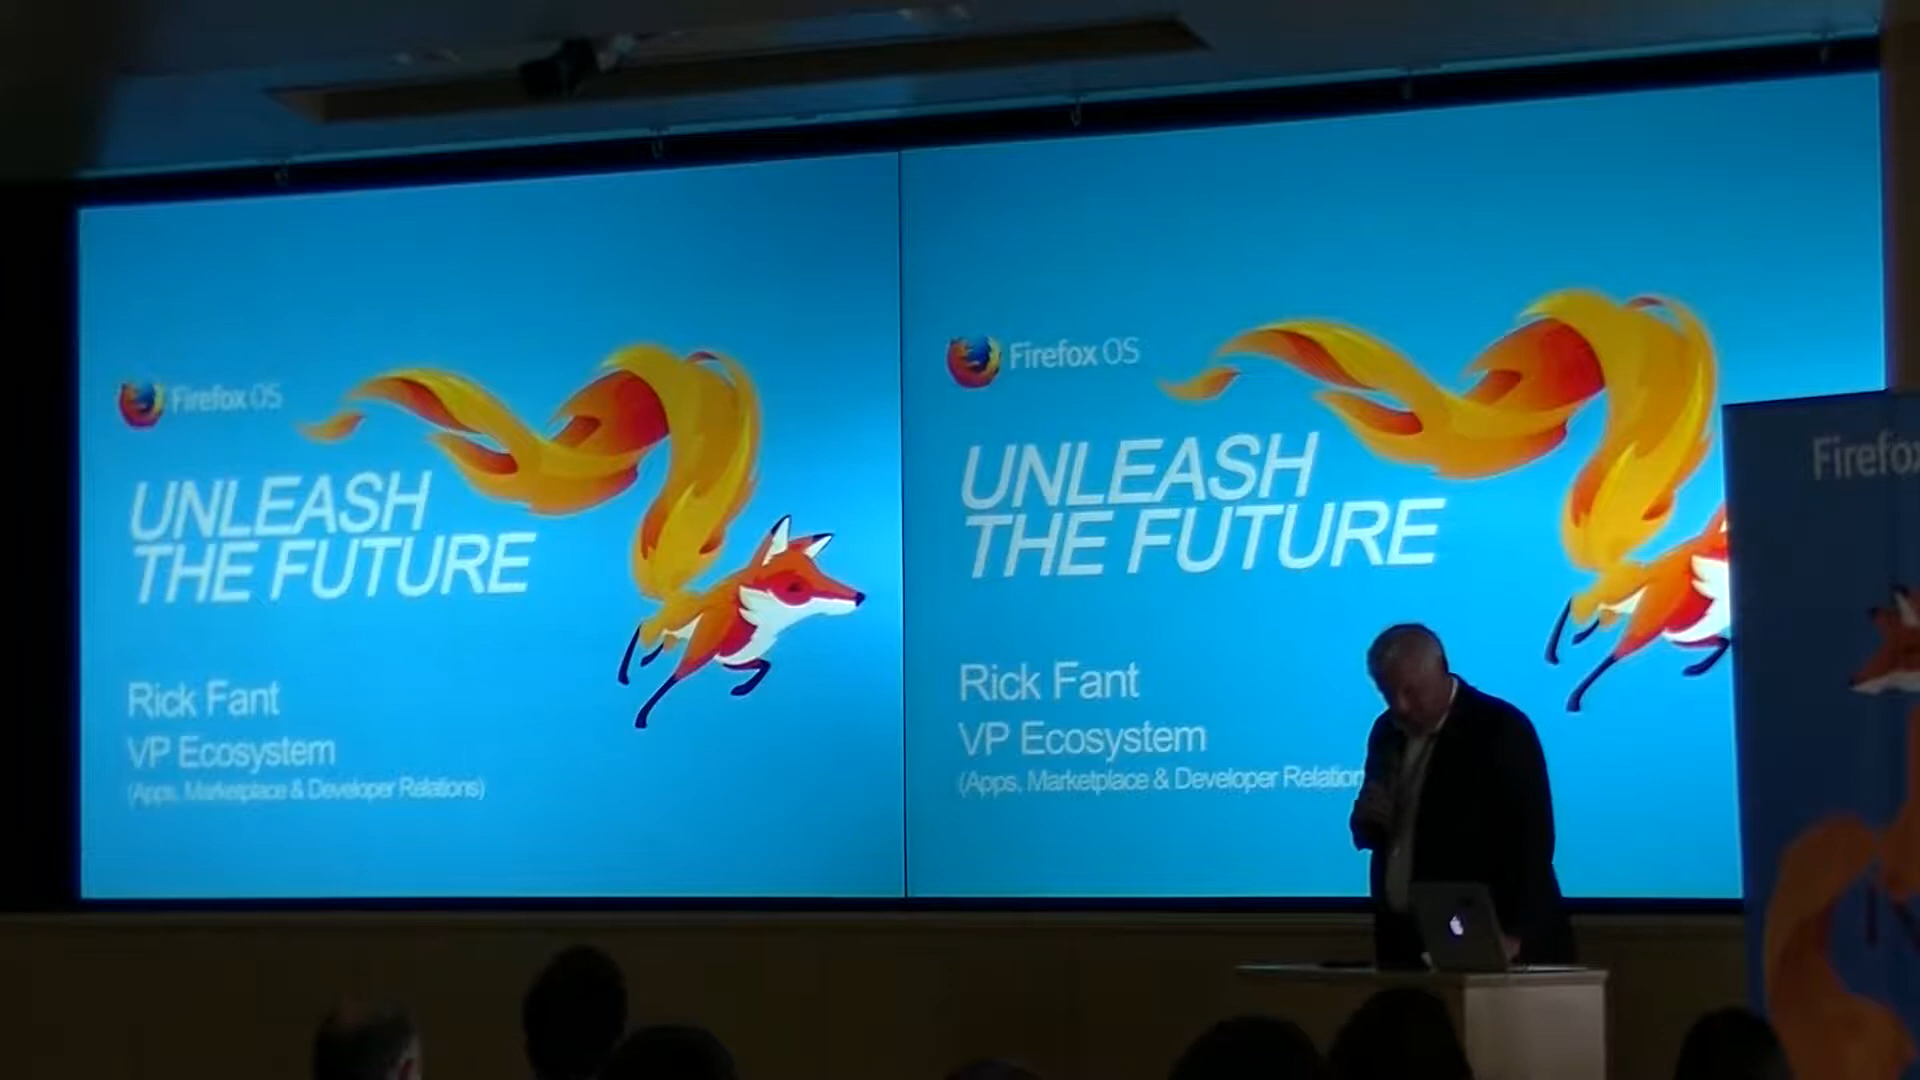 Firefox OS
UNLEASH
THE FUTURE
Rick Fant
VP Ecosystem
(Apps, Marketplace & Developer Relations)
Firefox OS
UNLEASH
THE FUTURE
Rick Fant
VP Ecosystem
(Apps, Marketplace & Developer Relation
Firefox